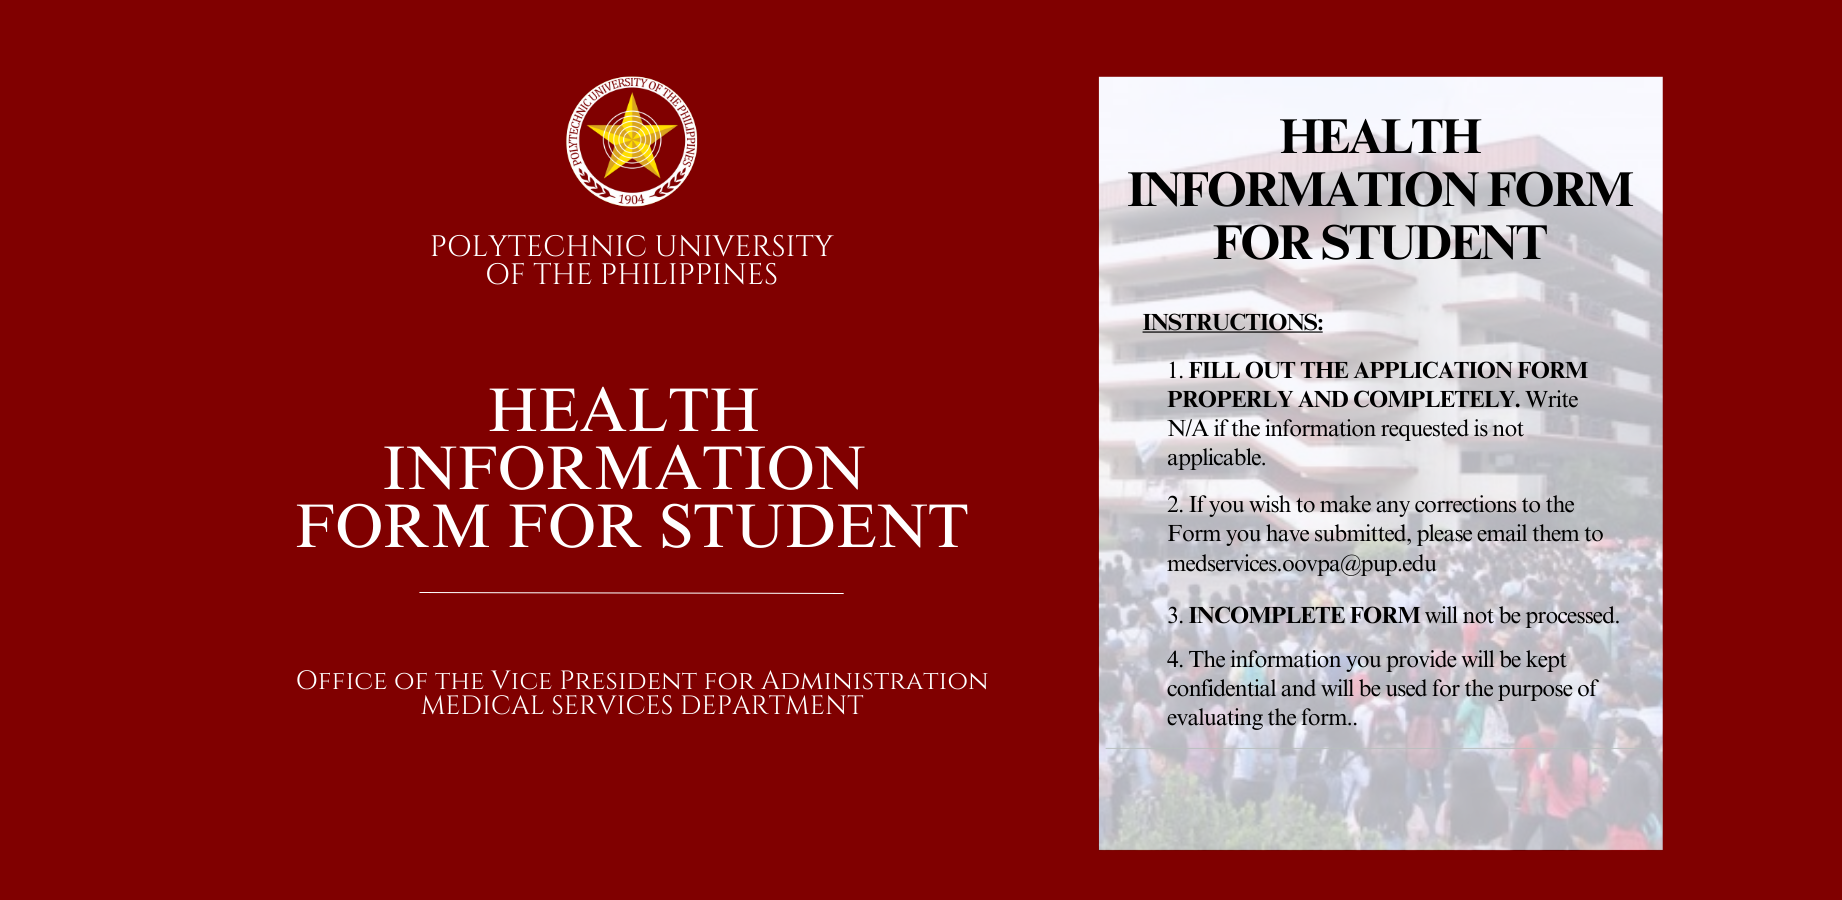 POLYTECHNIC UNIVERSITY OF THE PHILIPPINES
1904
POLYTECHNIC UNIVERSITY
OF THE PHILIPPINES
HEALTH
INFORMATION
FORM FOR STUDENT
OFFICE OF THE VICE PRESIDENT FOR ADMINISTRATION
MEDICAL SERVICES DEPARTMENT
HEALTH
INFORMATION FORM
FOR STUDENT
INSTRUCTIONS:
1. FILL OUT THE APPLICATION FORM
PROPERLY AND COMPLETELY. Write
N/A if the information requested is not
applicable.
2. If you wish to make any corrections to the
Form you have submitted, please email them to
medservices.oovpa@pup.edu
3. INCOMPLETE FORM will not be processed.
4. The information you provide will be kept
confidential and will be used for the purpose of
evaluating the form..